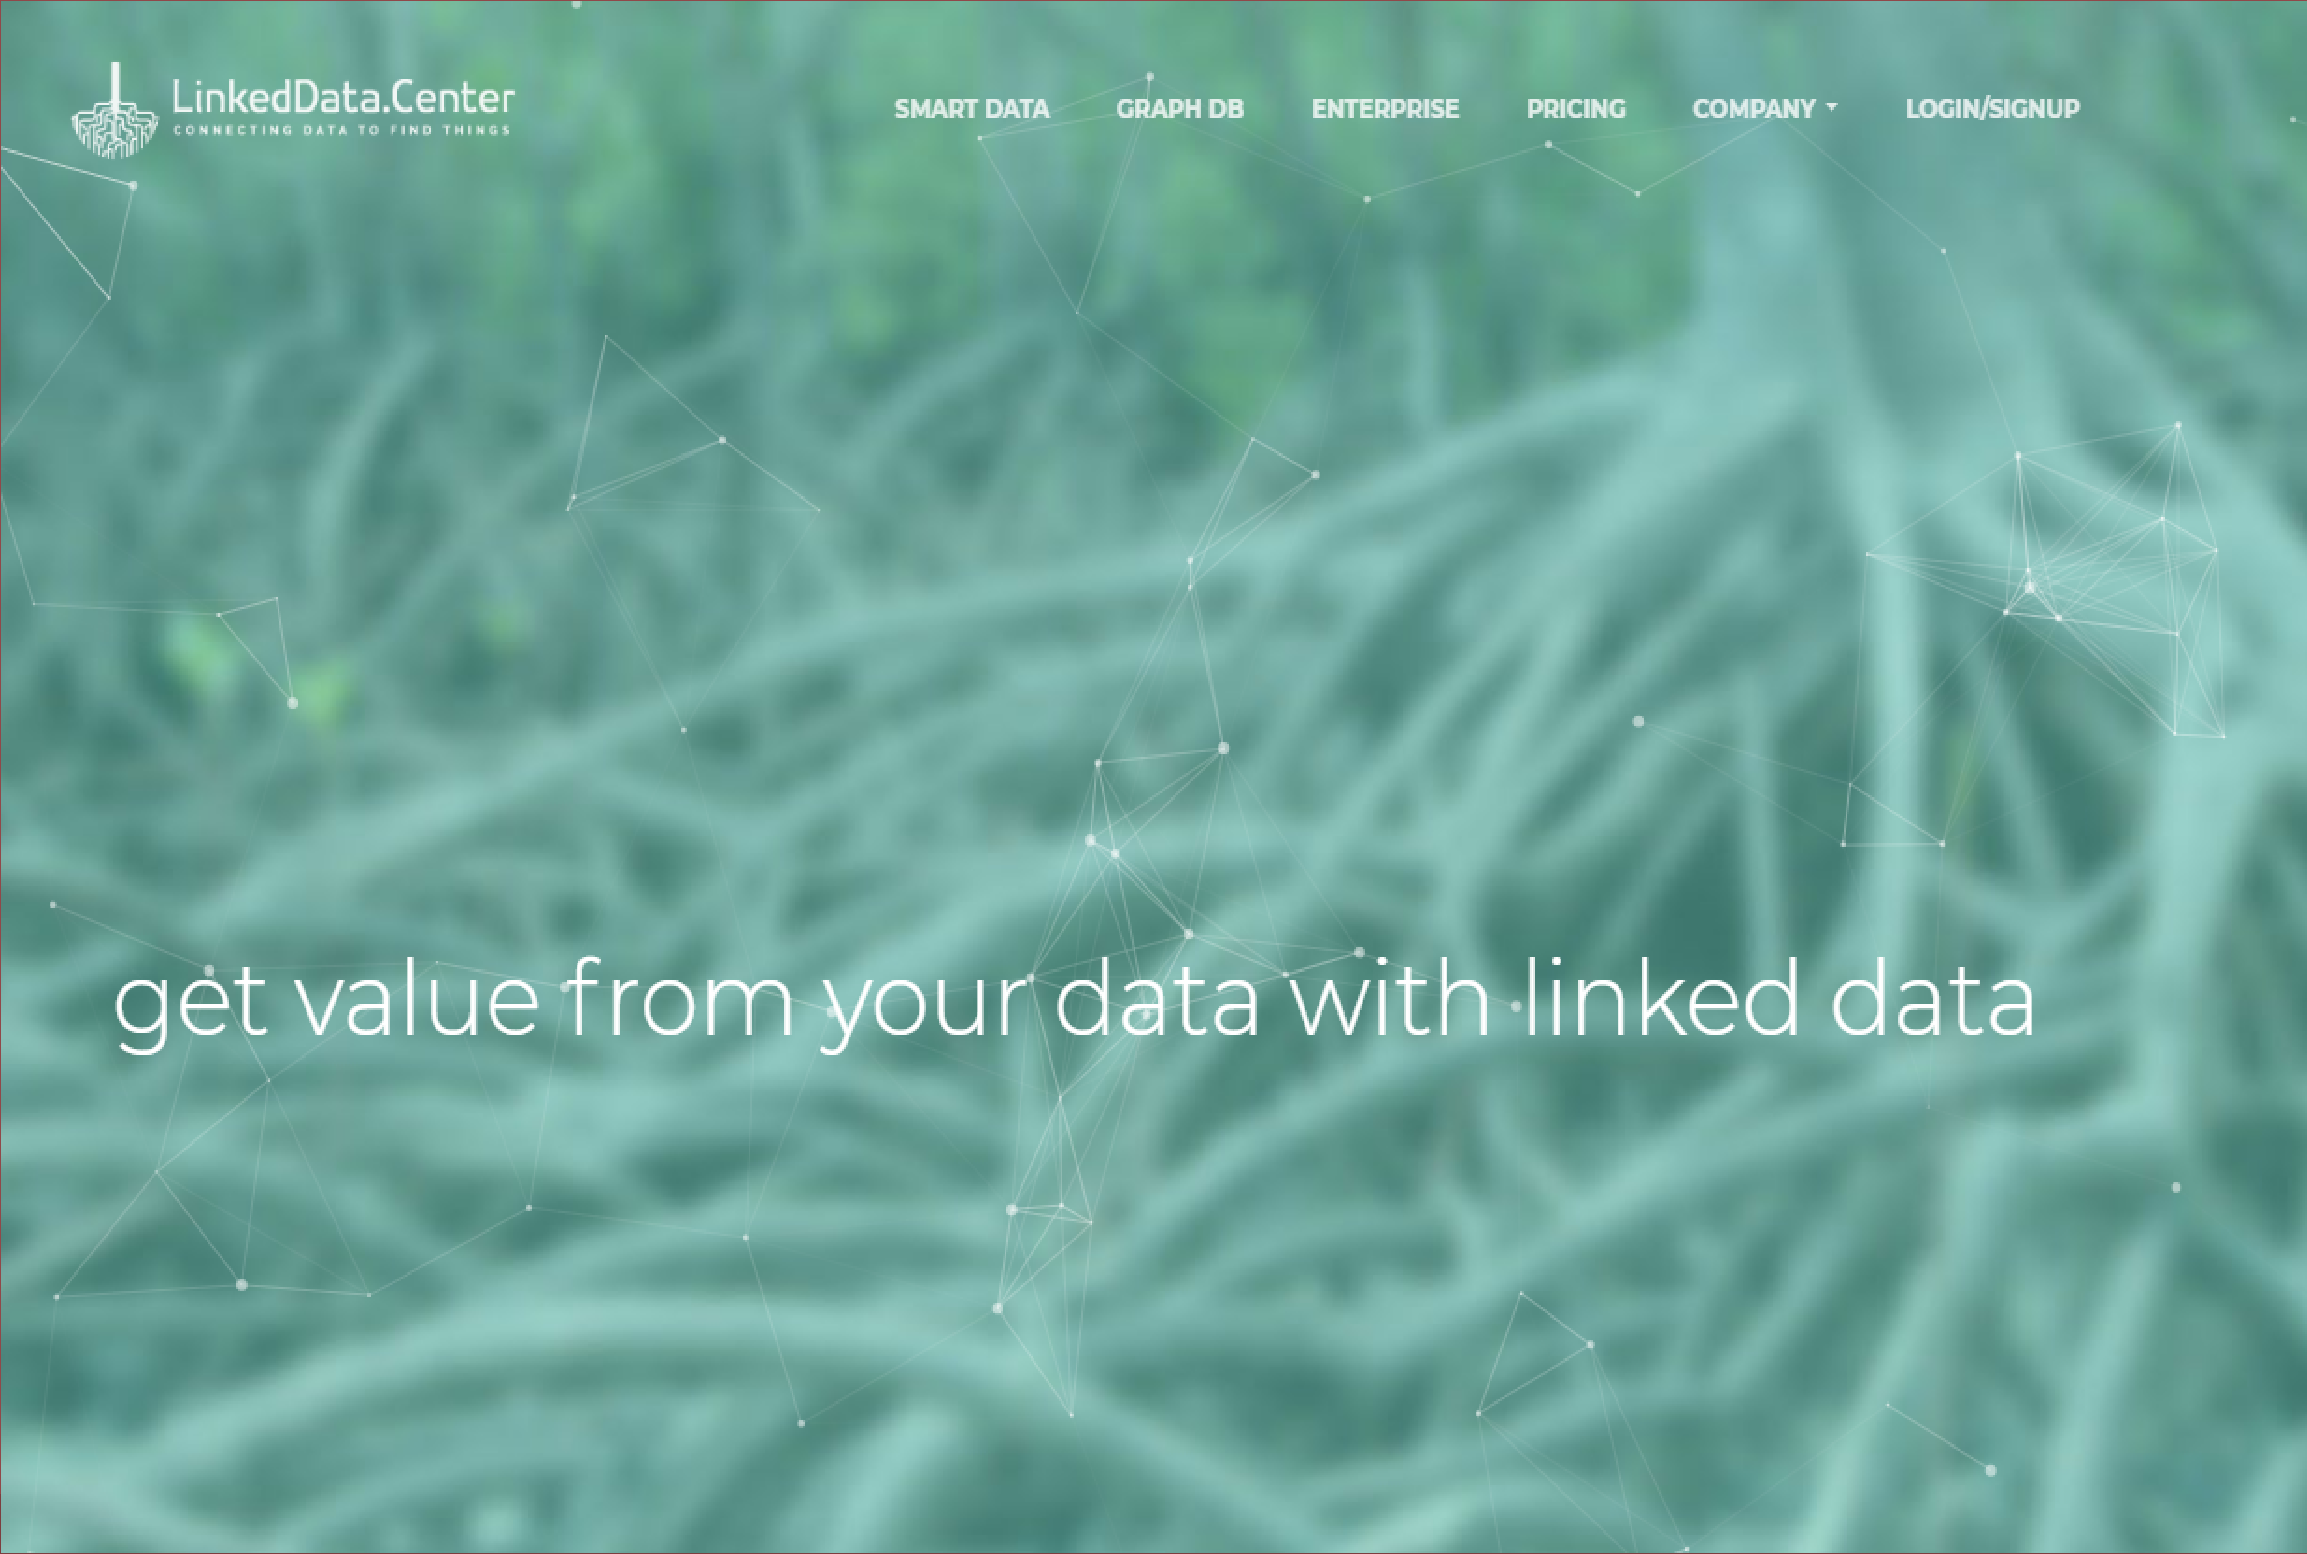 LinkedData.Center
CONNECTING DATA TO FIND THINGS
SMART DATA GRAPH DB ENTERPRISE PRICING COMPANY LOGIN/SIGNUP
get value from your data with linked data